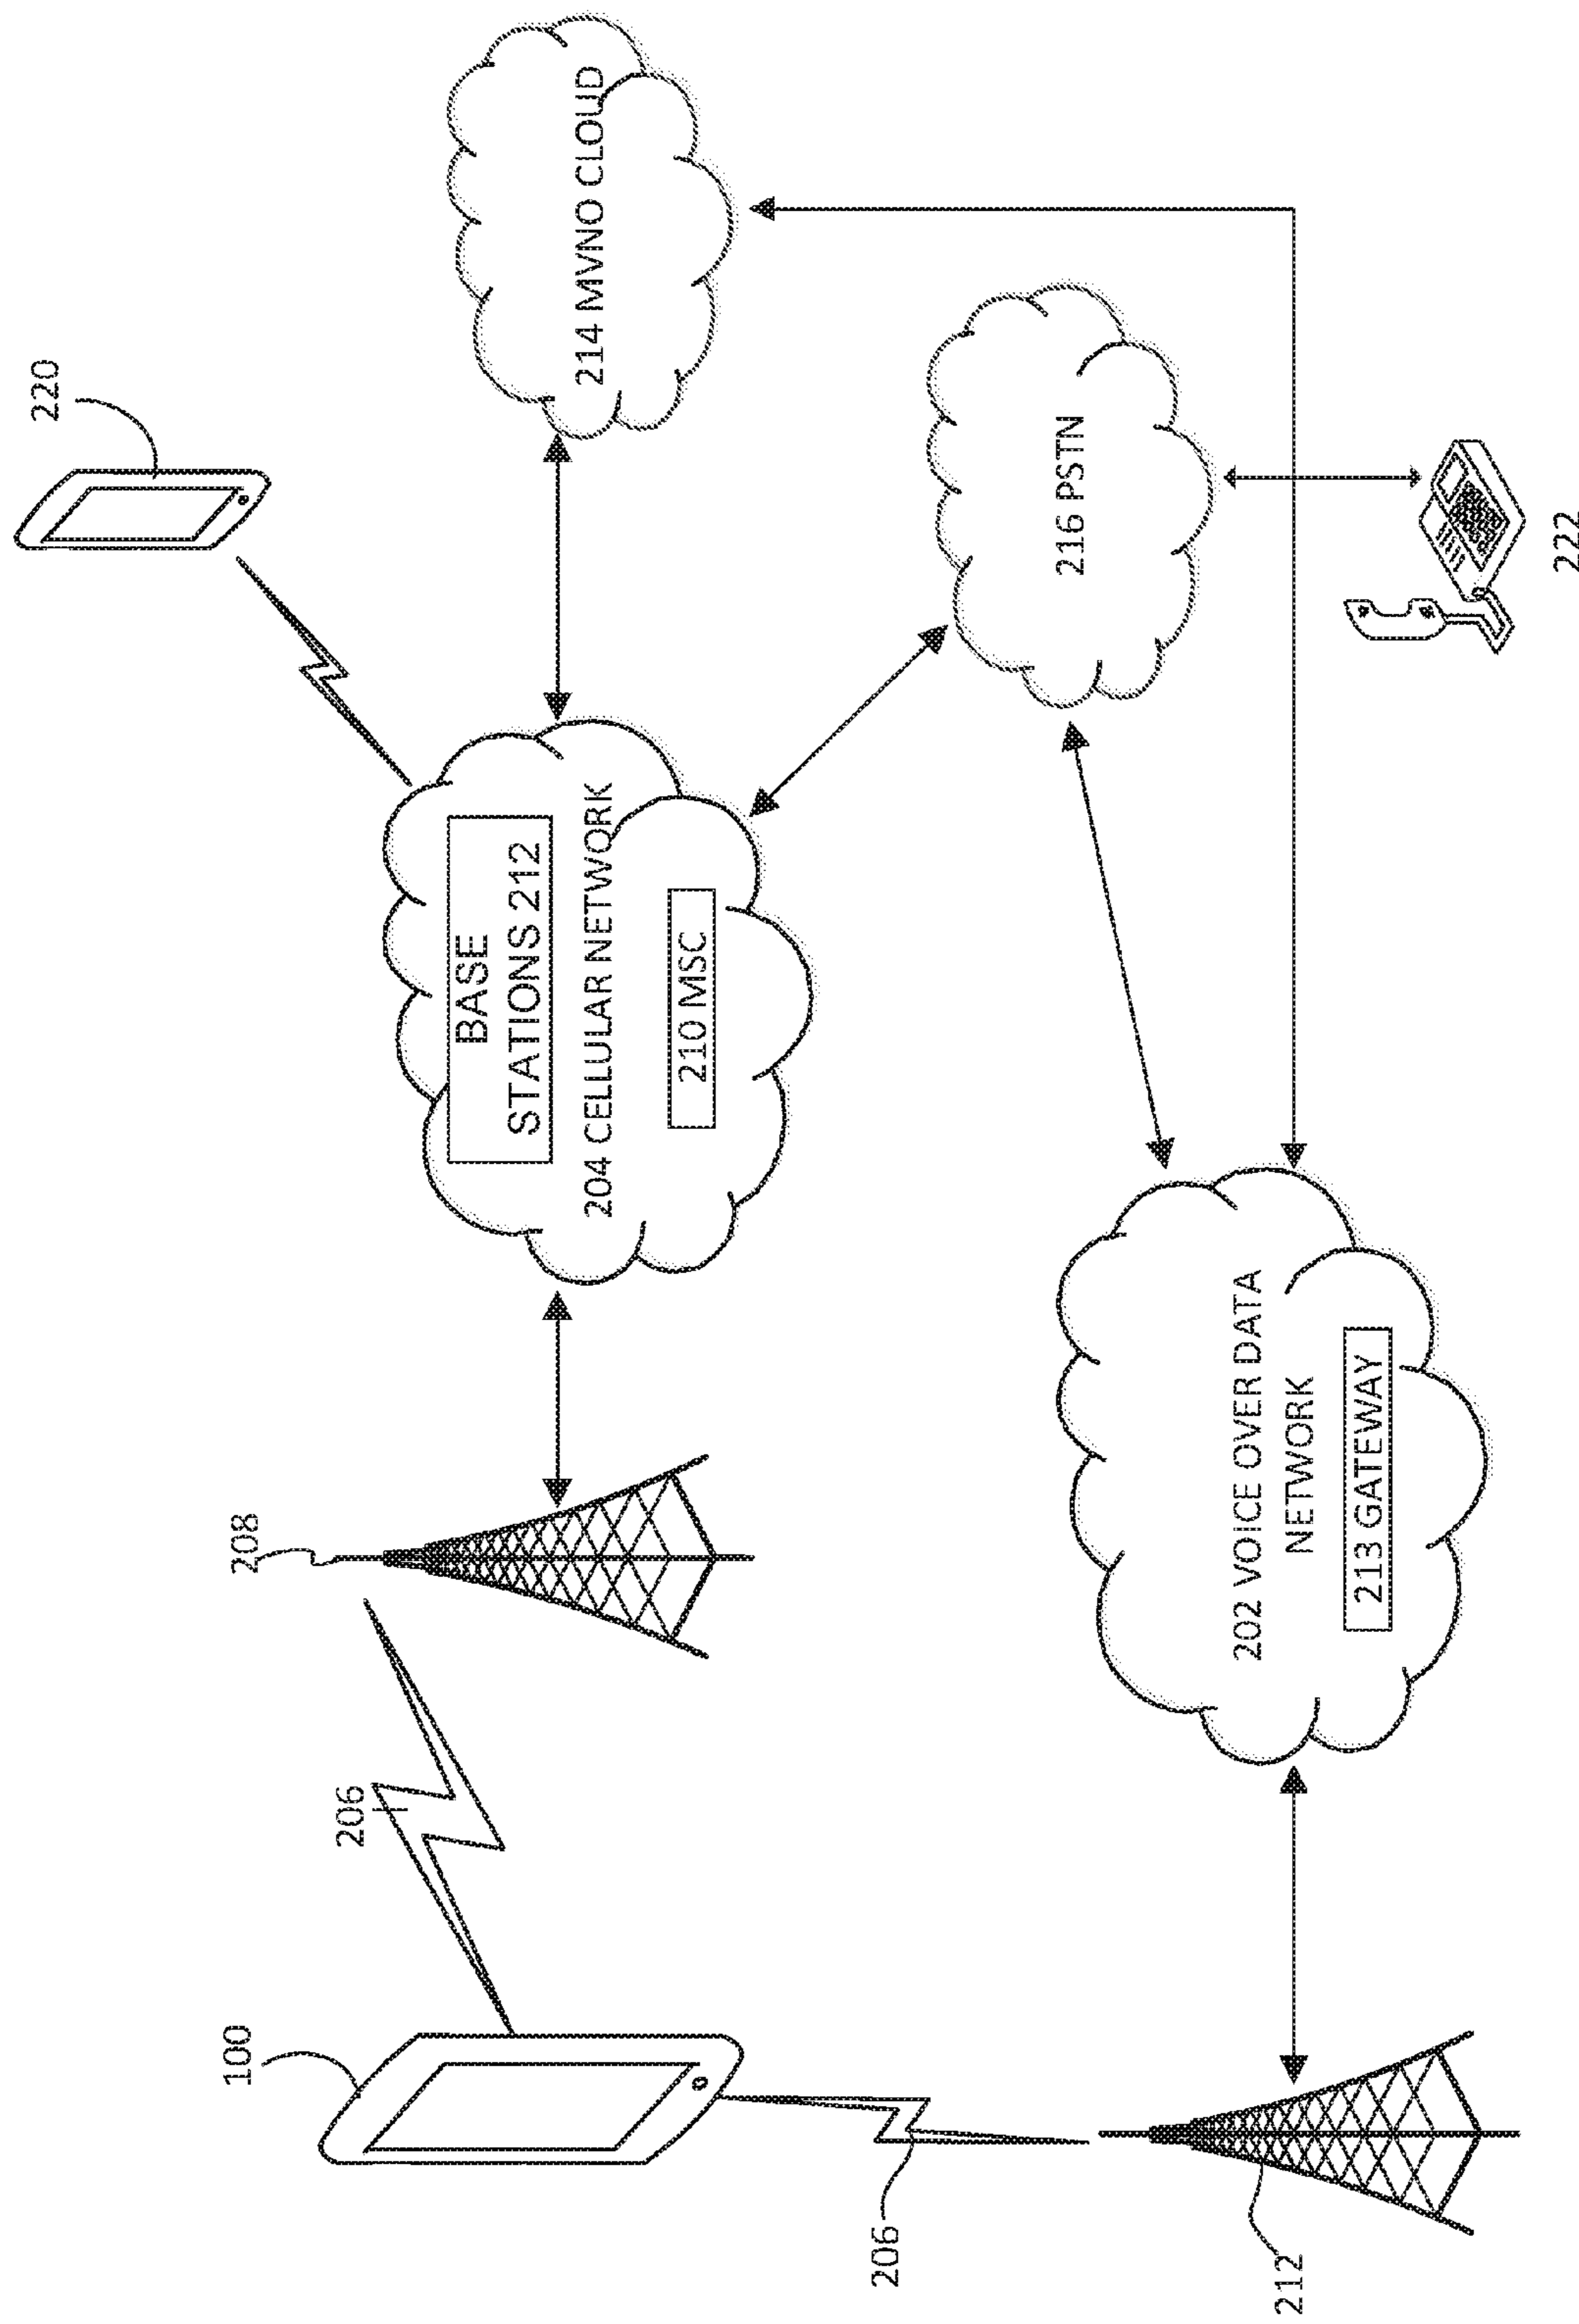 220
208
100
206
BASE
STATIONS 212
204 CELLULAR NETWORK
210 MSC
214 MVNO CLOUD
216 PSTN
206
202 VOICE OVER DATA
NETWORK
213 GATEWAY
212
222